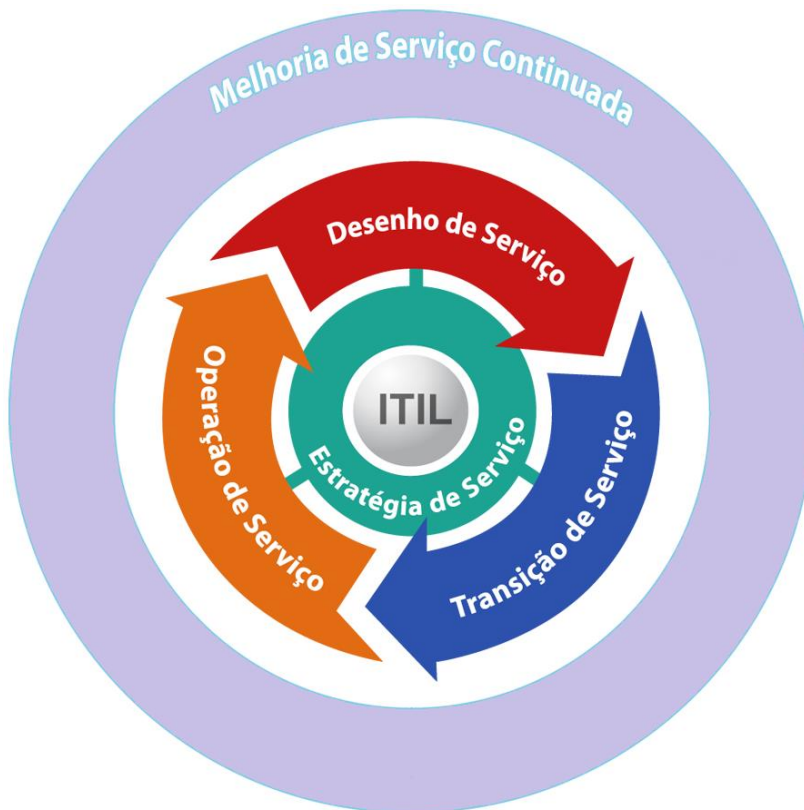 Melhoria de Serviço Continuada
Desenho de Serviço
Operação de Serviço
ITIL
Estratégia de Serviço
Transição de Serviço